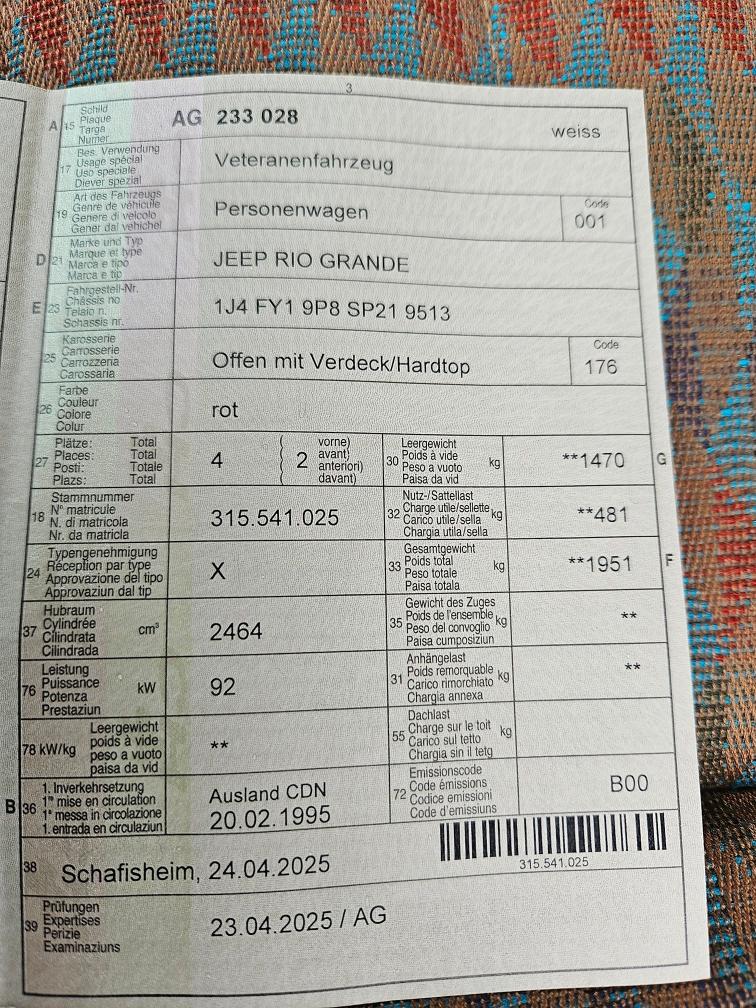 3
A 15 Schild
Plaque
Targa
Numer
AG 233 028
weiss
17 Bes. Verwendung
Usage spécial
Uso speciale
Diever spezial
Veteranenfahrzeug
19 Art des Fahrzeugs
Genre de véhicule
Genere di veicolo
Gener dal vehichel
Personenwagen
Code
001
D 21 Marke und Typ
Marque et type
Marca e tipo
Marca e tip
JEEP RIO GRANDE
E 23 Fahrgestell-Nr.
Châssis no
Telaio n.
Schassis nr.
1J4 FY1 9P8 SP21 9513
25 Karosserie
Carrosserie
Carrozzeria
Carossaria
Offen mit Verdeck/Hardtop
Code
176
26 Farbe
Couleur
Colore
Colur
rot
27 Plätze: Total
Places: Total
Posti: Totale
Plazs: Total
4 ( 2 vorne)
avant)
anteriori)
davant)
30 Leergewicht
Poids à vide
Peso a vuoto
Paisa da vid
kg
**1470 G
18 Stammnummer
N° matricule
N. di matricola
Nr. da matricla
315.541.025
32 Nutz-/Sattellast
Charge utile/sellette
Carico utile/sella
Chargia utila/sella
kg
**481
24 Typengenehmigung
Réception par type
Approvazione del tipo
Approvaziun dal tip
X
33 Gesamtgewicht
Poids total
Peso totale
Paisa totala
kg
**1951 F
37 Hubraum
Cylindrée
Cilindrata
Cilindrada
cm³
2464
35 Gewicht des Zuges
Poids de l'ensemble
Peso del convoglio
Paisa cumposiziun
kg
**
76 Leistung
Puissance
Potenza
Prestaziun
kW
92
31 Anhängelast
Poids remorquable
Carico rimorchiato
Chargia annexa
kg
**
78 kW/kg Leergewicht
poids à vide
peso a vuoto
paisa da vid
**
55 Dachlast
Charge sur le toit
Carico sul tetto
Chargia sin il tetg
kg
B 36 1. Inverkehrsetzung
1re mise en circulation
1a messa in circolazione
1. entrada en circulaziun
Ausland CDN
20.02.1995
72 Emissionscode
Code émissions
Codice emissioni
Code d'emissiuns
B00
38 Schafisheim, 24.04.2025
315.541.025
39 Prüfungen
Expertises
Perizie
Examinaziuns
23.04.2025 / AG